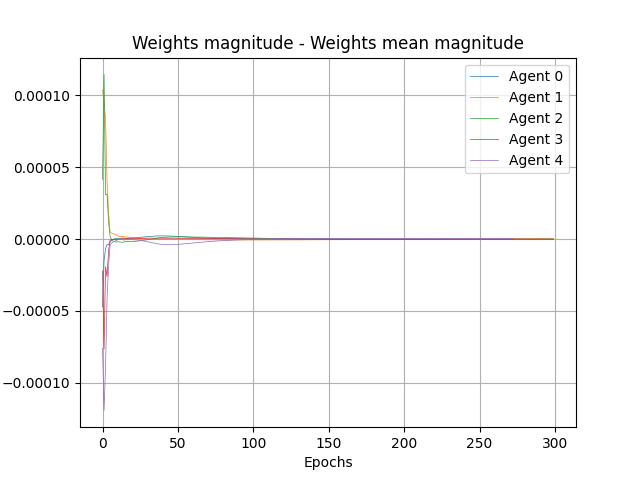 Weights magnitude - Weights mean magnitude
Agent 0
Agent 1
Agent 2
Agent 3
Agent 4
0.00010
0.00005
0.00000
−0.00005
−0.00010
0 50 100 150 200 250 300
Epochs